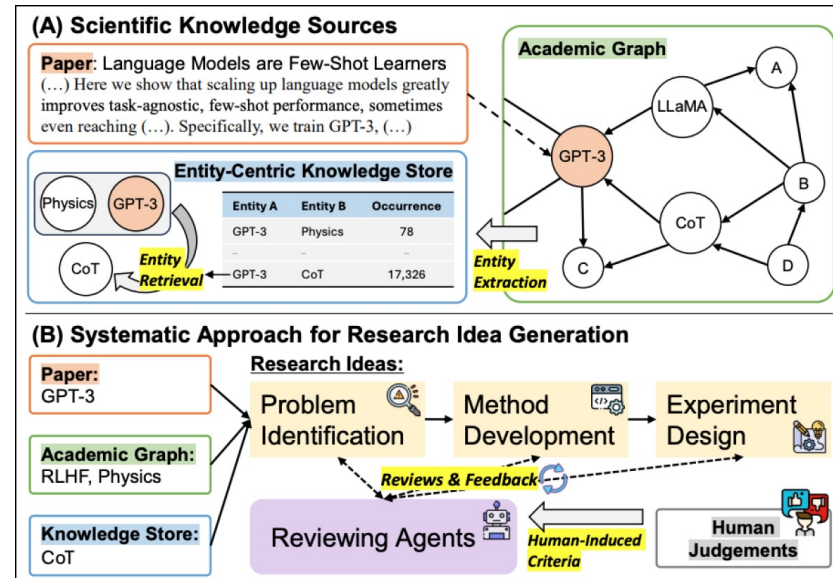 (A) Scientific Knowledge Sources
Paper: Language Models are Few-Shot Learners
(...) Here we show that scaling up language models greatly
improves task-agnostic, few-shot performance, sometimes
even reaching (...). Specifically, we train GPT-3, (...)
Academic Graph
A
LLaMA
GPT-3
B
CoT
C
D
Entity-Centric Knowledge Store
Physics
GPT-3
CoT
Entity
Retrieval
Entity A Entity B Occurrence
GPT-3 Physics 78
– – –
GPT-3 CoT 17,326
Entity
Extraction
(B) Systematic Approach for Research Idea Generation
Paper:
GPT-3
Academic Graph:
RLHF, Physics
Knowledge Store:
CoT
Research Ideas:
Problem
Identification
Method
Development
Experiment
Design
Reviews & Feedback
Reviewing Agents
Human-Induced
Criteria
Human
Judgements